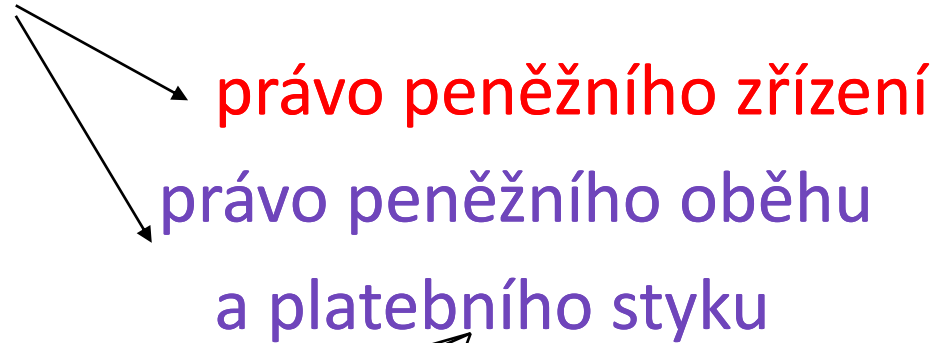 právo peněžního zřízení
právo peněžního oběhu
a platebního styku